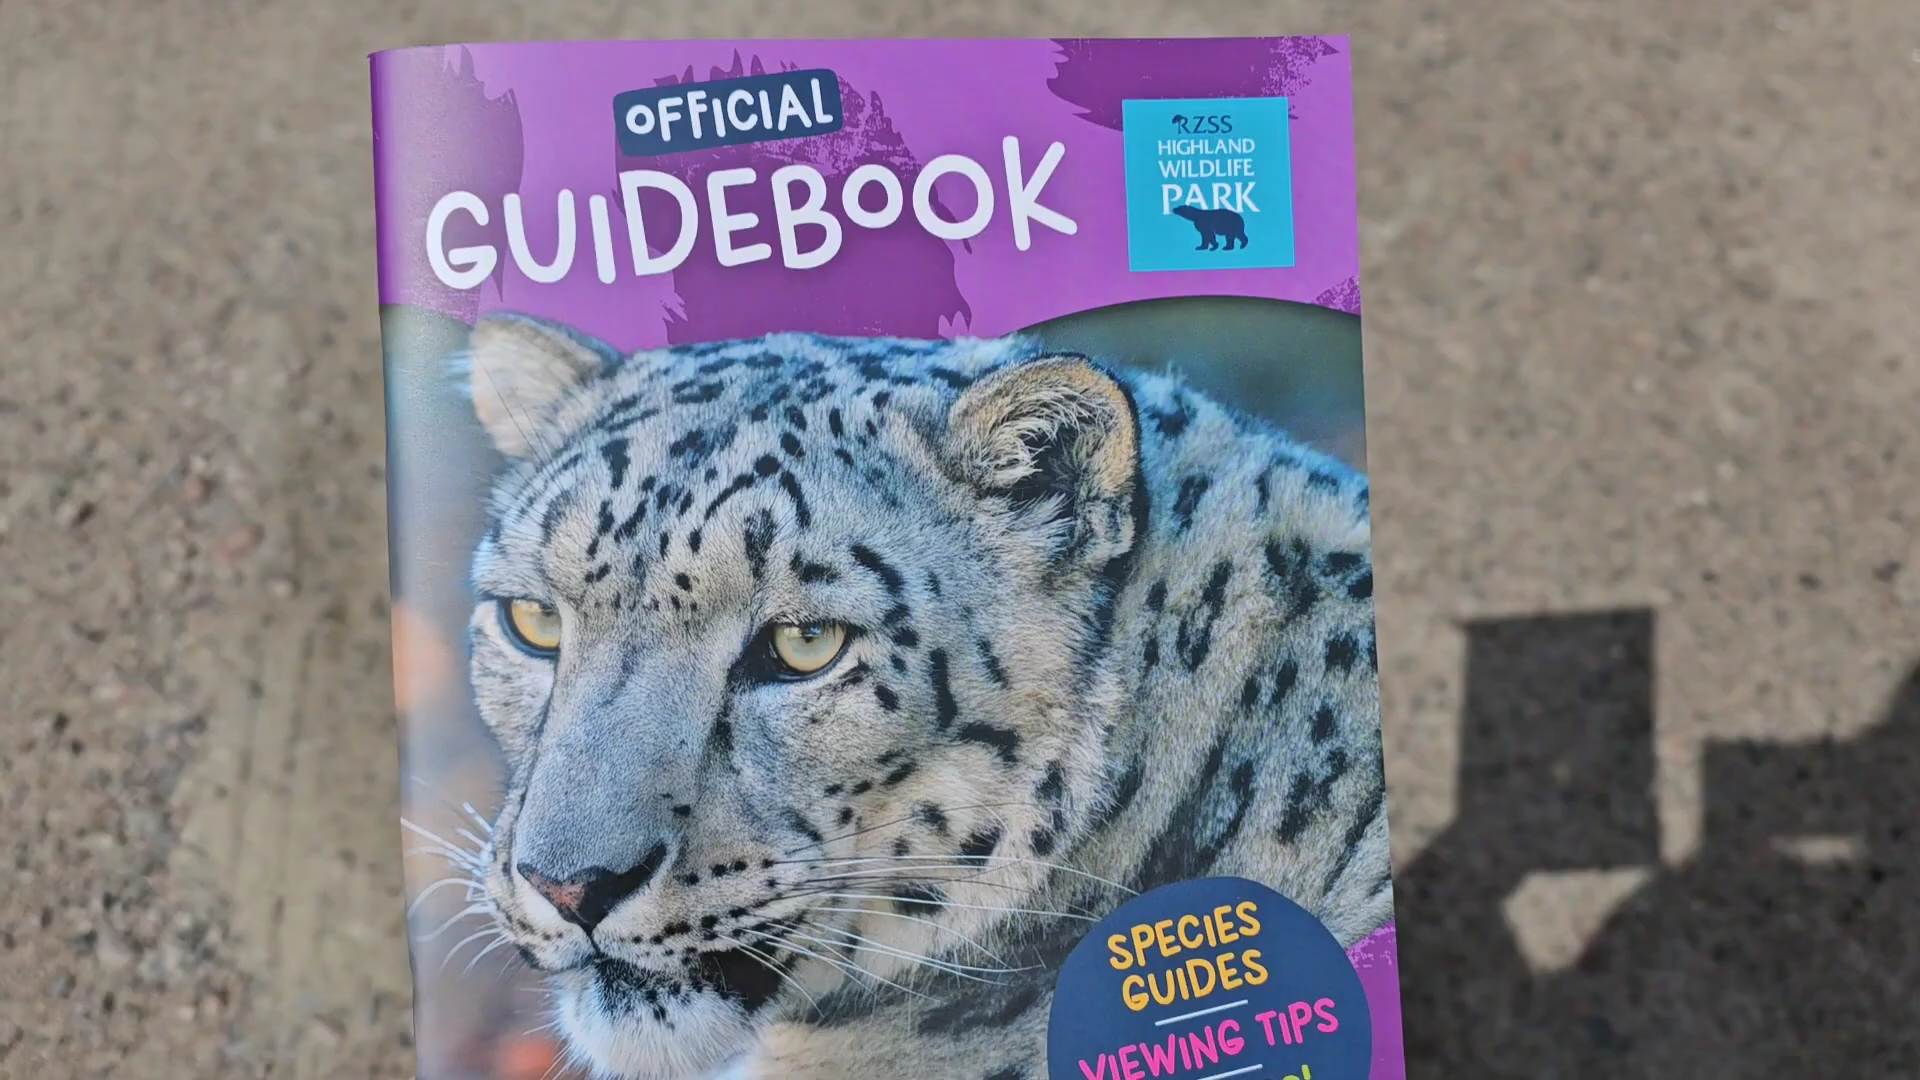 OFFICIAL
GUIDEBOOK
RZSS
HIGHLAND
WILDLIFE
PARK
SPECIES
GUIDES
VIEWING TIPS